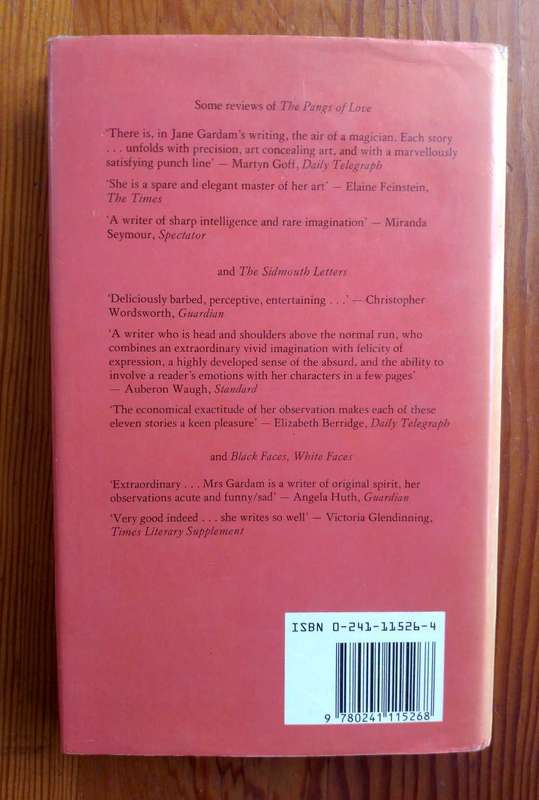 Some reviews of The Pangs of Love
'There is, in Jane Gardam's writing, the air of a magician. Each story
. . . unfolds with precision, art concealing art, and with a marvellously
satisfying punch line' — Martyn Goff, Daily Telegraph
'She is a spare and elegant master of her art' — Elaine Feinstein,
The Times
'A writer of sharp intelligence and rare imagination' — Miranda
Seymour, Spectator
and The Sidmouth Letters
'Deliciously barbed, perceptive, entertaining . . .' — Christopher
Wordsworth, Guardian
'A writer who is head and shoulders above the normal run, who
combines an extraordinary vivid imagination with felicity of
expression, a highly developed sense of the absurd, and the ability to
involve a reader's emotions with her characters in a few pages'
— Auberon Waugh, Standard
'The economical exactitude of her observation makes each of these
eleven stories a keen pleasure' — Elizabeth Berridge, Daily Telegraph
and Black Faces, White Faces
'Extraordinary . . . Mrs Gardam is a writer of original spirit, her
observations acute and funny/sad' — Angela Huth, Guardian
'Very good indeed . . . she writes so well' — Victoria Glendinning,
Times Literary Supplement
ISBN 0-241-11526-4
9 780241 115268